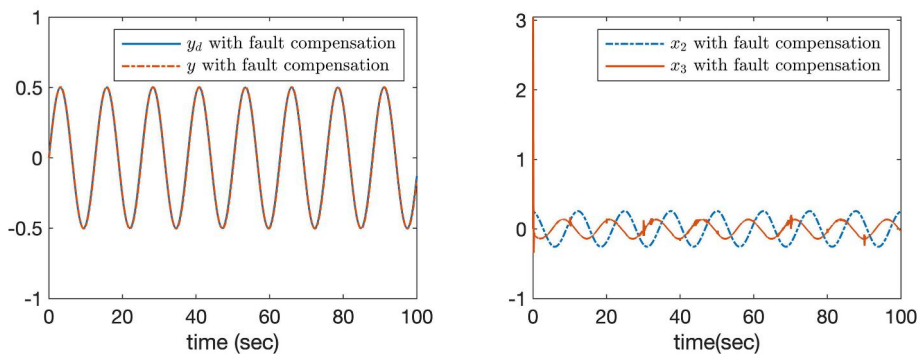 1
0.5
0
-0.5
-1
y_d with fault compensation
y with fault compensation
0 20 40 60 80 100
time (sec)
3
2
1
0
-1
x_2 with fault compensation
x_3 with fault compensation
0 20 40 60 80 100
time(sec)